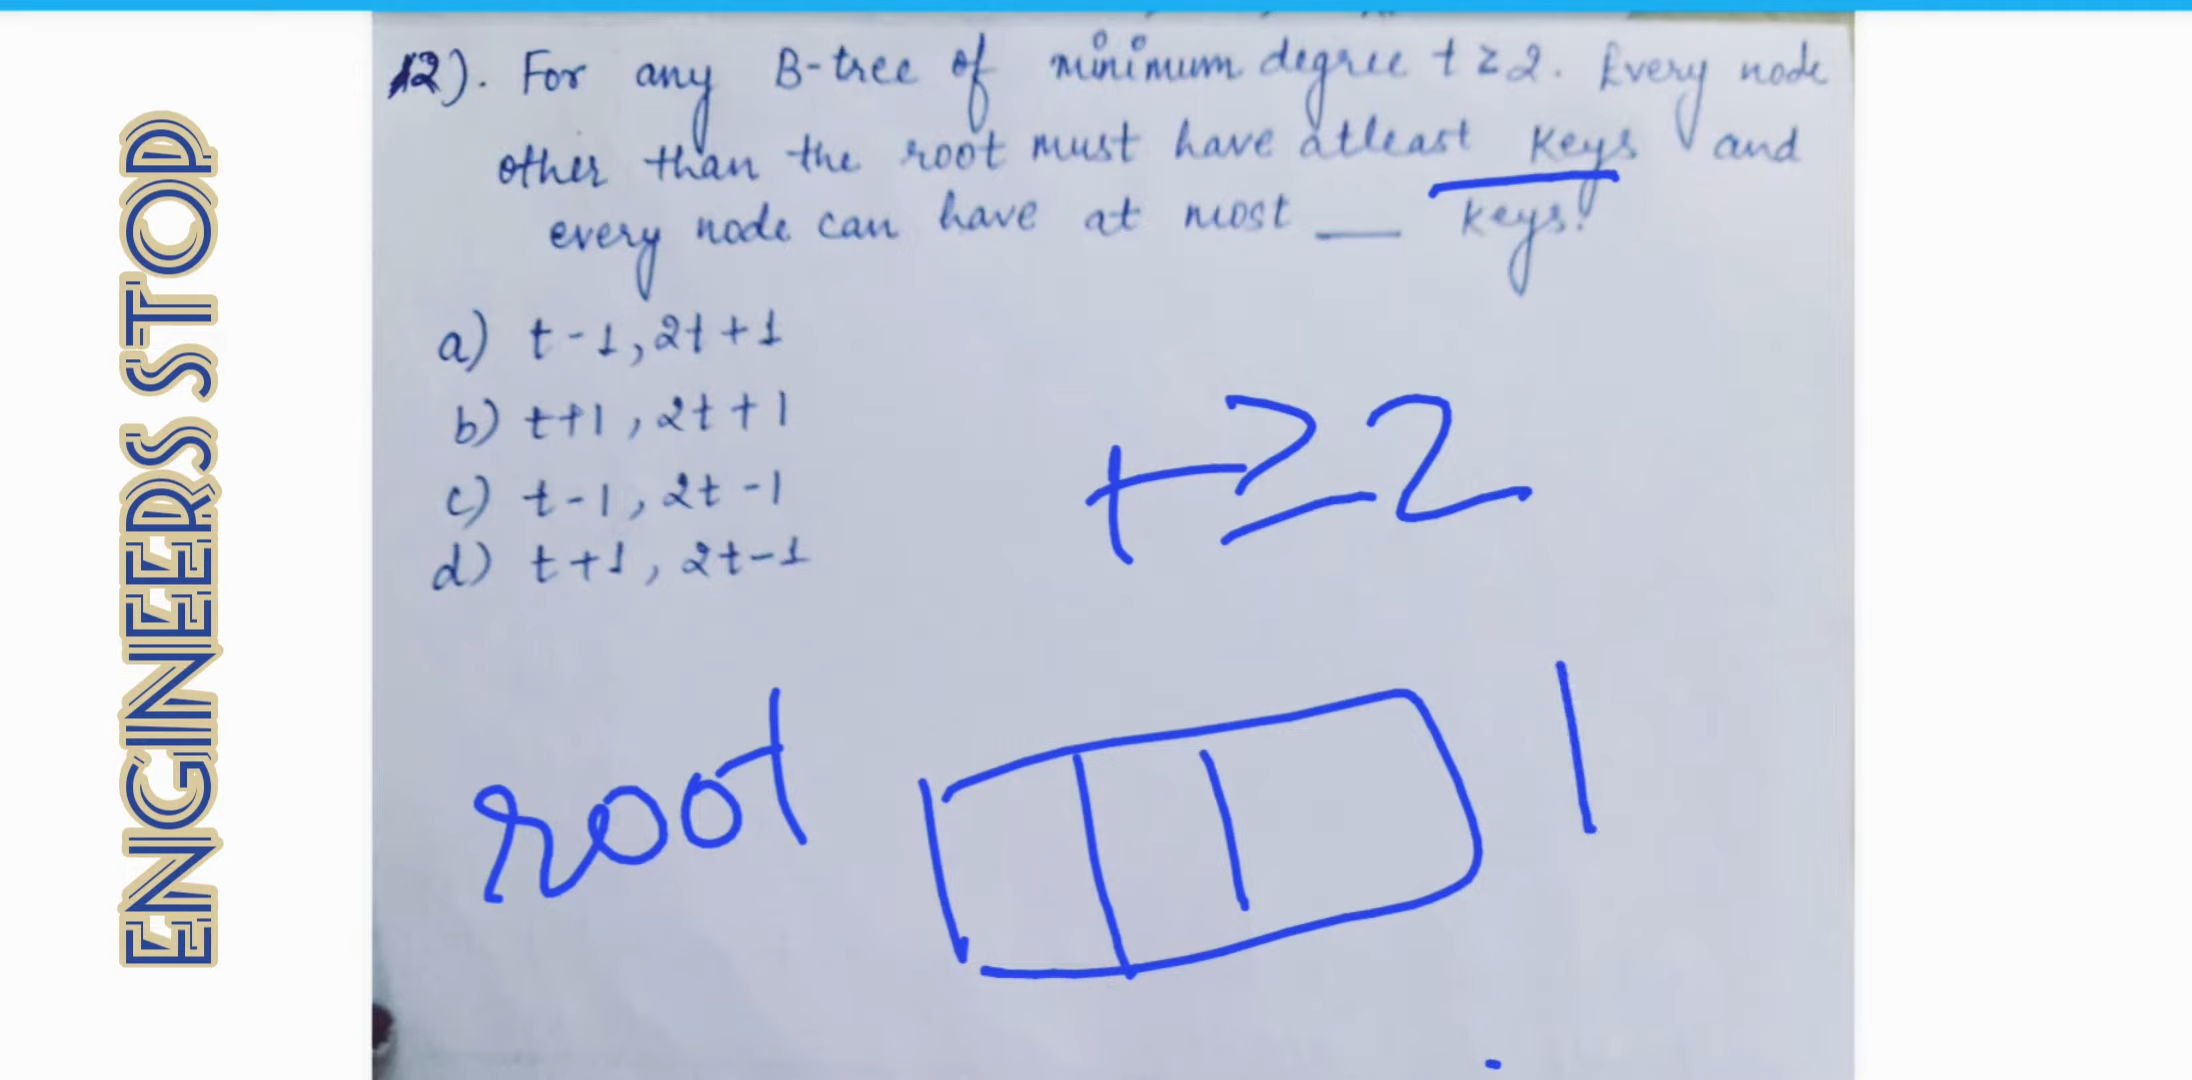 ENGINEERS STOP
12). For any B-tree of minimum degree t ≥ 2. Every node
other than the root must have atleast keys and
every node can have at most ___ keys?
a) t-1, 2t+1
b) t+1, 2t+1
c) t-1, 2t-1
d) t+1, 2t-1
t ≥ 2
root
1